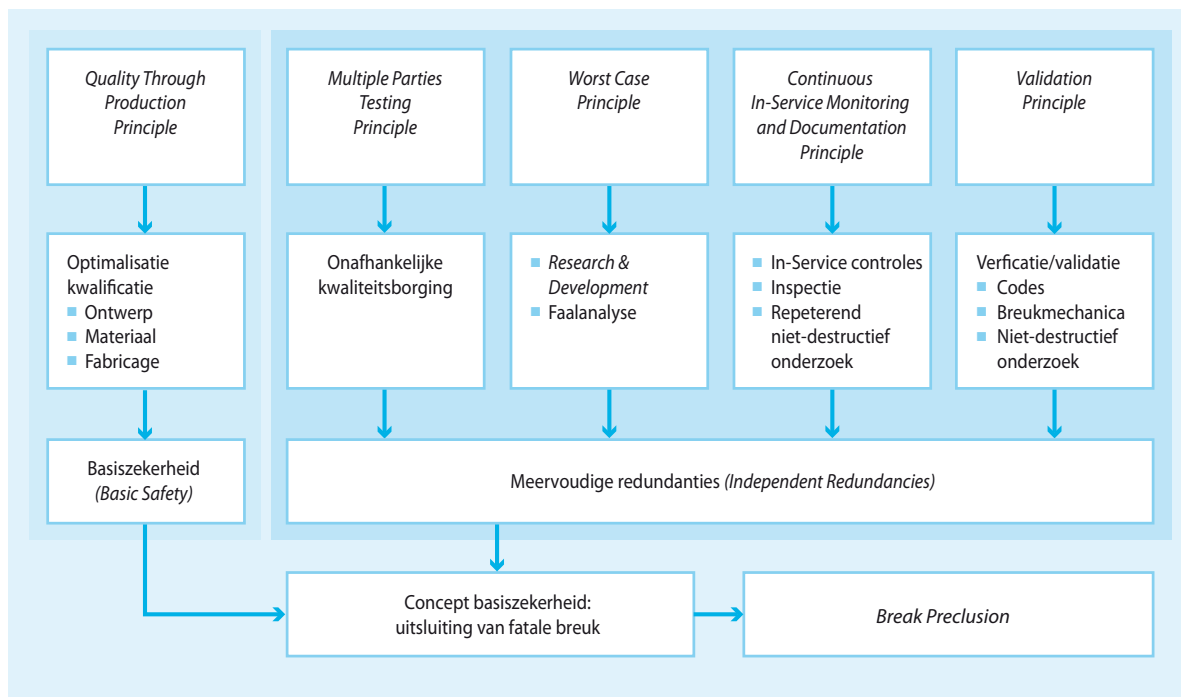 Quality Through
Production
Principle
Multiple Parties
Testing
Principle
Worst Case
Principle
Continuous
In-Service Monitoring
and Documentation
Principle
Validation
Principle
Optimalisatie
kwalificatie
Ontwerp
Materiaal
Fabricage
Onafhankelijke
kwaliteitsborging
Research &
Development
Faalanalyse
In-Service controles
Inspectie
Repeterend
niet-destructief
onderzoek
Verficatie/validatie
Codes
Breukmechanica
Niet-destructief
onderzoek
Basiszekerheid
(Basic Safety)
Meervoudige redundanties (Independent Redundancies)
Concept basiszekerheid:
uitsluiting van fatale breuk
Break Preclusion